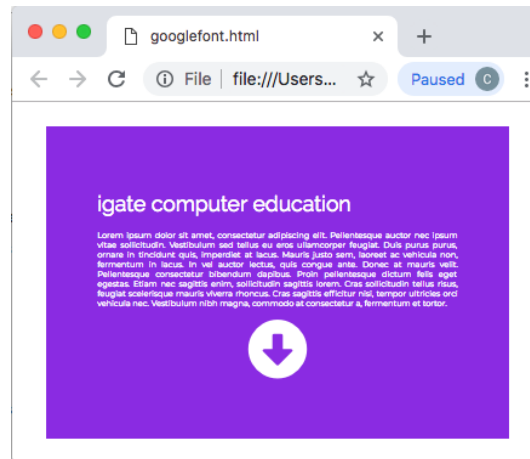 googlefont.html
File | file:///Users...
Paused C
igate computer education
Lorem ipsum dolor sit amet, consectetur adipiscing elit. Pellentesque auctor nec ipsum
vitae sollicitudin. Vestibulum sed tellus eu eros ullamcorper feugiat. Duis purus purus,
ornare in tincidunt quis, imperdiet at lacus. Mauris justo sem, laoreet ac vehicula non,
fermentum in lacus. In vel auctor lectus, quis congue ante. Donec at mauris velit.
Pellentesque consectetur bibendum dapibus. Proin pellentesque dictum felis eget
egestas. Etiam nec sagittis enim, sollicitudin sagittis lorem. Cras sollicitudin tellus risus,
feugiat scelerisque mauris viverra rhoncus. Cras sagittis efficitur nisi, tempor ultricies orci
vehicula nec. Vestibulum nibh magna, commodo at consectetur a, fermentum et tortor.